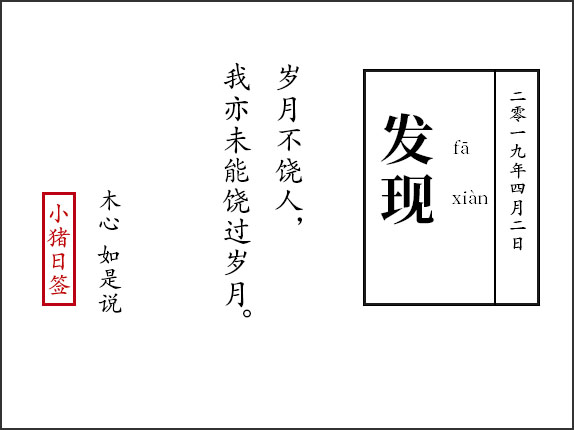 二零一九年四月二日
发现
fā
xiàn
岁月不饶人，
我亦未能饶过岁月。
木心 如是说
小猪日签